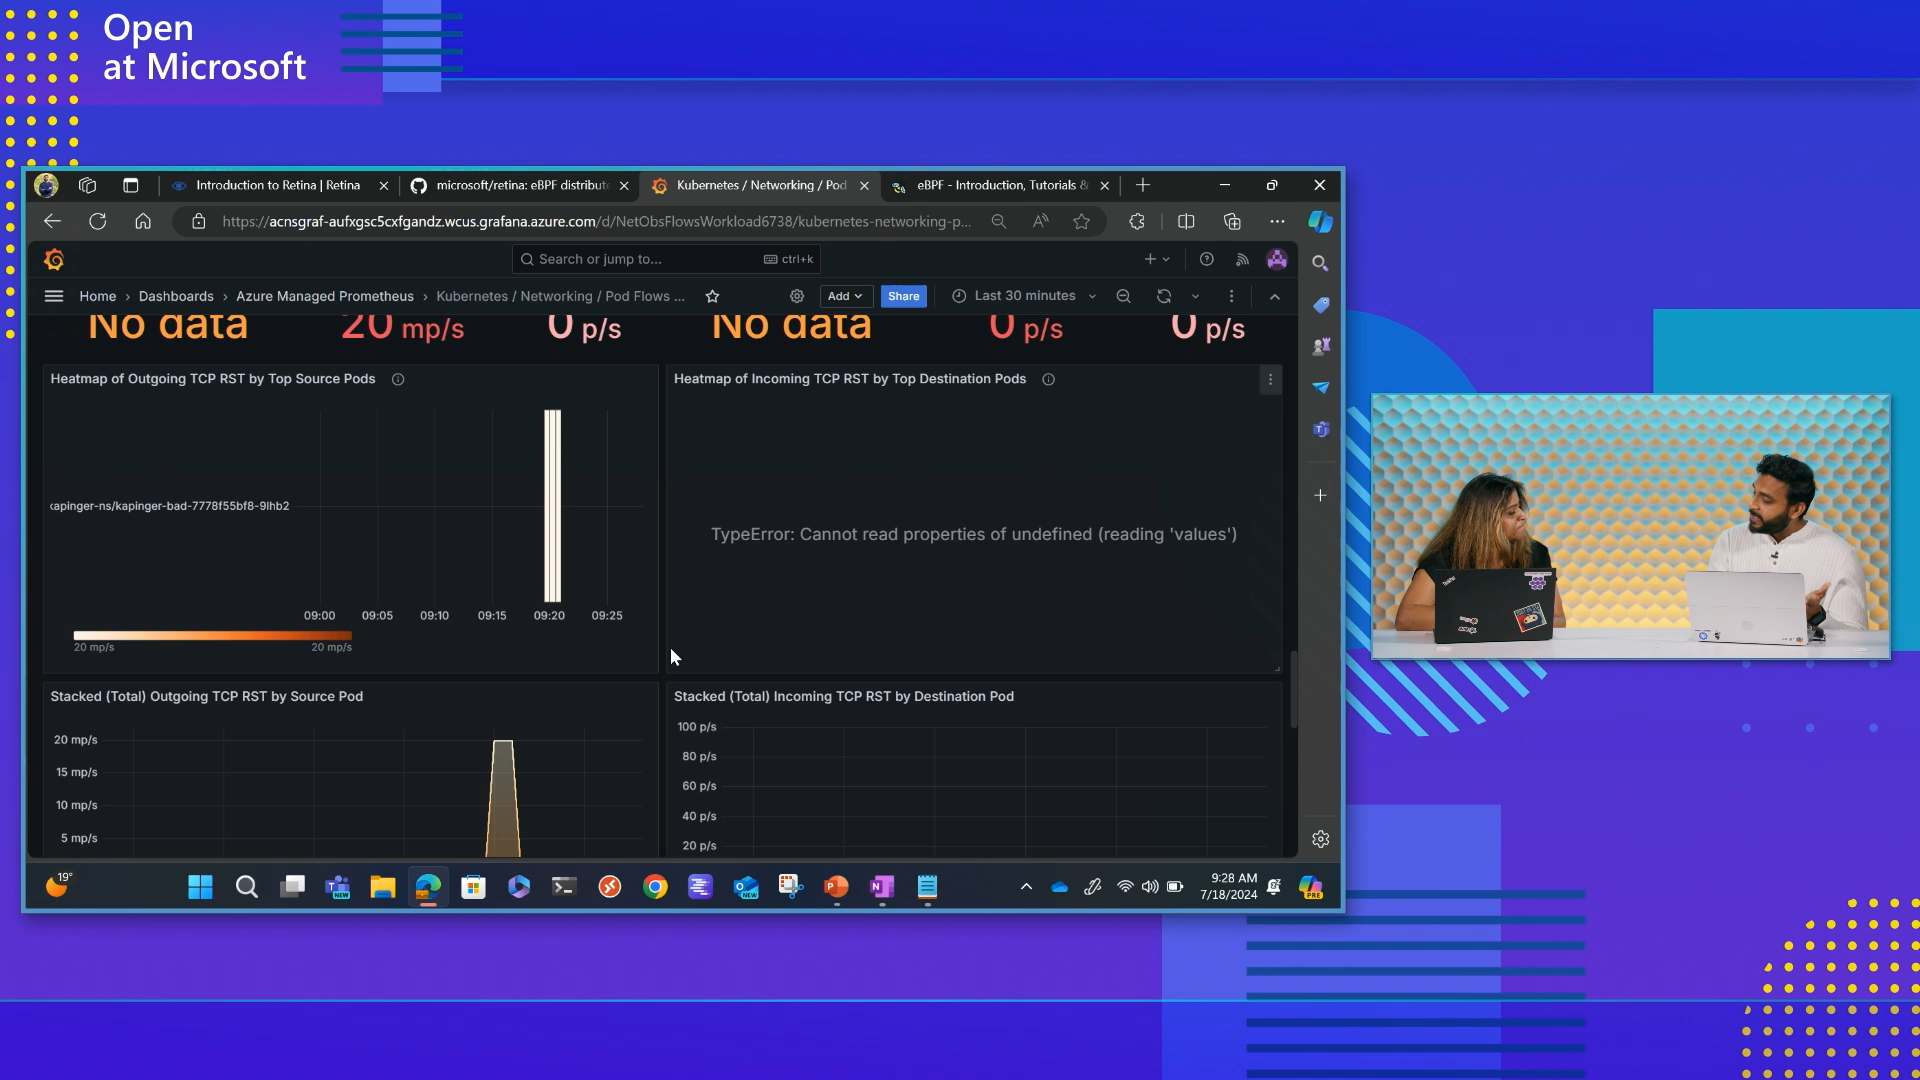 Open
at Microsoft
Introduction to Retina | Retina
microsoft/retina: eBPF distribute
Kubernetes / Networking / Pod
eBPF - Introduction, Tutorials &
https://acnsgraf-aufxgsc5cxfgandz.wcus.grafana.azure.com/d/NetObsFlowsWorkload6738/kubernetes-networking-p...
Search or jump to...
ctrl+k
Home › Dashboards › Azure Managed Prometheus › Kubernetes / Networking / Pod Flows ...
Add
Share
Last 30 minutes
No data
20 mp/s
0 p/s
No data
0 p/s
0 p/s
Heatmap of Outgoing TCP RST by Top Source Pods
kapinger-ns/kapinger-bad-7778f55bf8-9lhb2
09:00 09:05 09:10 09:15 09:20 09:25
20 mp/s 20 mp/s
Heatmap of Incoming TCP RST by Top Destination Pods
TypeError: Cannot read properties of undefined (reading 'values')
Stacked (Total) Outgoing TCP RST by Source Pod
20 mp/s
15 mp/s
10 mp/s
5 mp/s
Stacked (Total) Incoming TCP RST by Destination Pod
100 p/s
80 p/s
60 p/s
40 p/s
20 p/s
19°
NEW
NEW
9:28 AM
7/18/2024
PRE